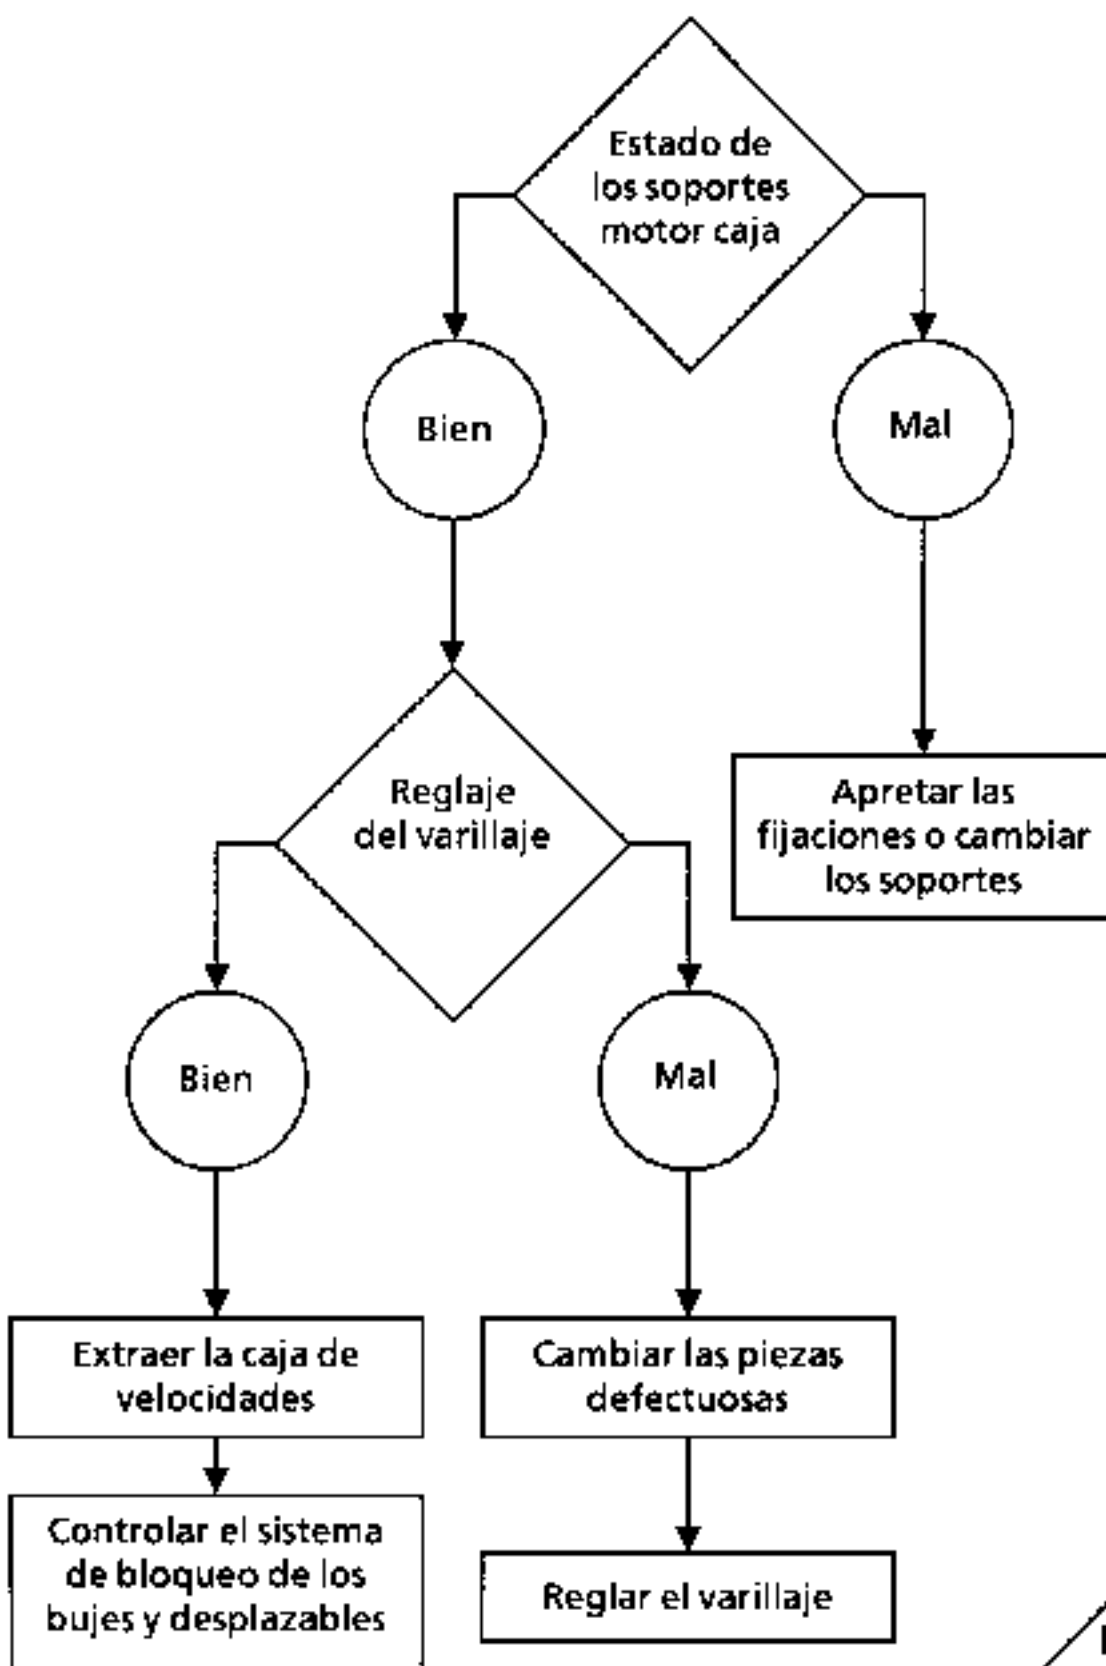 Estado de
los soportes
motor caja
Bien
Mal
Reglaje
del varillaje
Apretar las
fijaciones o cambiar
los soportes
Bien
Mal
Extraer la caja de
velocidades
Cambiar las piezas
defectuosas
Controlar el sistema
de bloqueo de los
bujes y desplazables
Reglar el varillaje